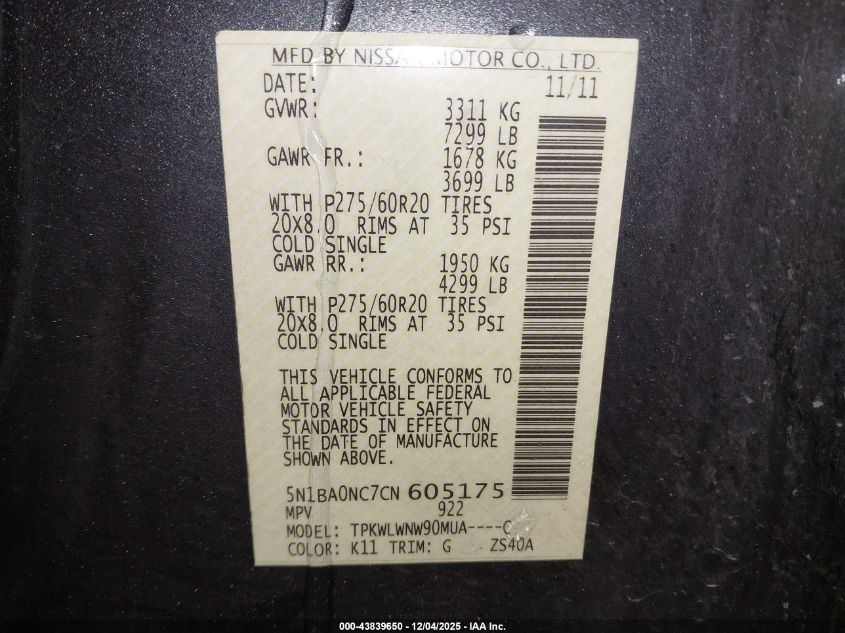 MFD BY NISSAN MOTOR CO., LTD.
DATE: 11/11
GVWR: 3311 KG
7299 LB
GAWR FR.: 1678 KG
3699 LB
WITH P275/60R20 TIRES
20X8.0 RIMS AT 35 PSI
COLD SINGLE
GAWR RR.: 1950 KG
4299 LB
WITH P275/60R20 TIRES
20X8.0 RIMS AT 35 PSI
COLD SINGLE
THIS VEHICLE CONFORMS TO
ALL APPLICABLE FEDERAL
MOTOR VEHICLE SAFETY
STANDARDS IN EFFECT ON
THE DATE OF MANUFACTURE
SHOWN ABOVE.
5N1BA0NC7CN 605175
MPV 922
MODEL: TPKWLWNW90MUA----C
COLOR: K11 TRIM: G ZS40A
000-43839650 - 12/04/2025 - IAA Inc.